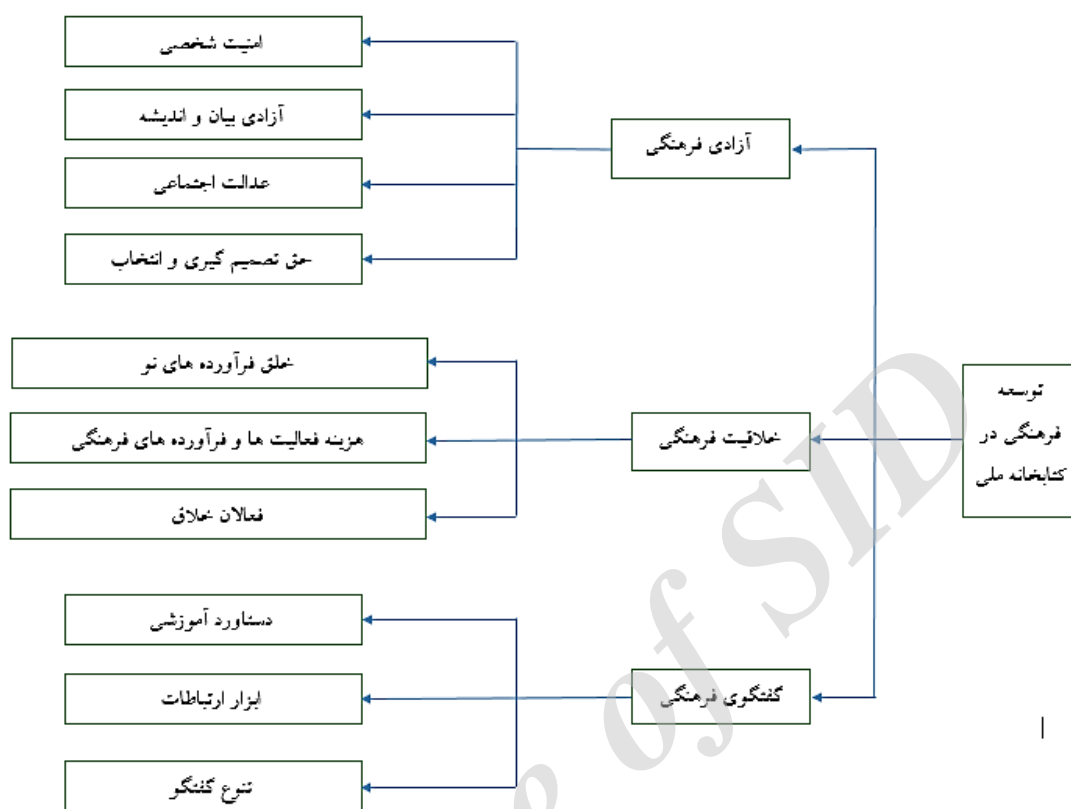 توسعه
فرهنگی در
کتابخانه ملی
آزادی فرهنگی
امنیت شخصی
آزادی بیان و اندیشه
عدالت اجتماعی
حق تصمیم گیری و انتخاب
خلاقیت فرهنگی
خلق فرآورده های نو
هزینه فعالیت ها و فرآورده های فرهنگی
فعالان خلاق
گفتگوی فرهنگی
دستاورد آموزشی
ابزار ارتباطات
تنوع گفتگو
of SID